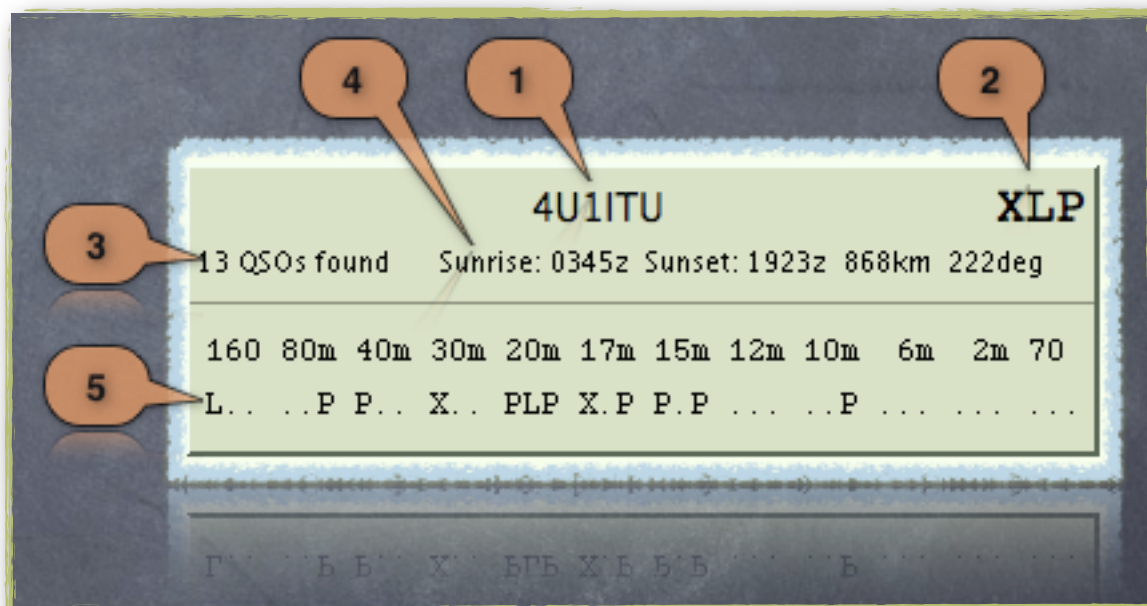 4 1 2
4U1ITU XLP
3 13 QSOs found Sunrise: 0345z Sunset: 1923z 868km 222deg
160 80m 40m 30m 20m 17m 15m 12m 10m 6m 2m 70
5 L.. ..P P.. X.. PLP X.P P.P ... ..P ... ... ...